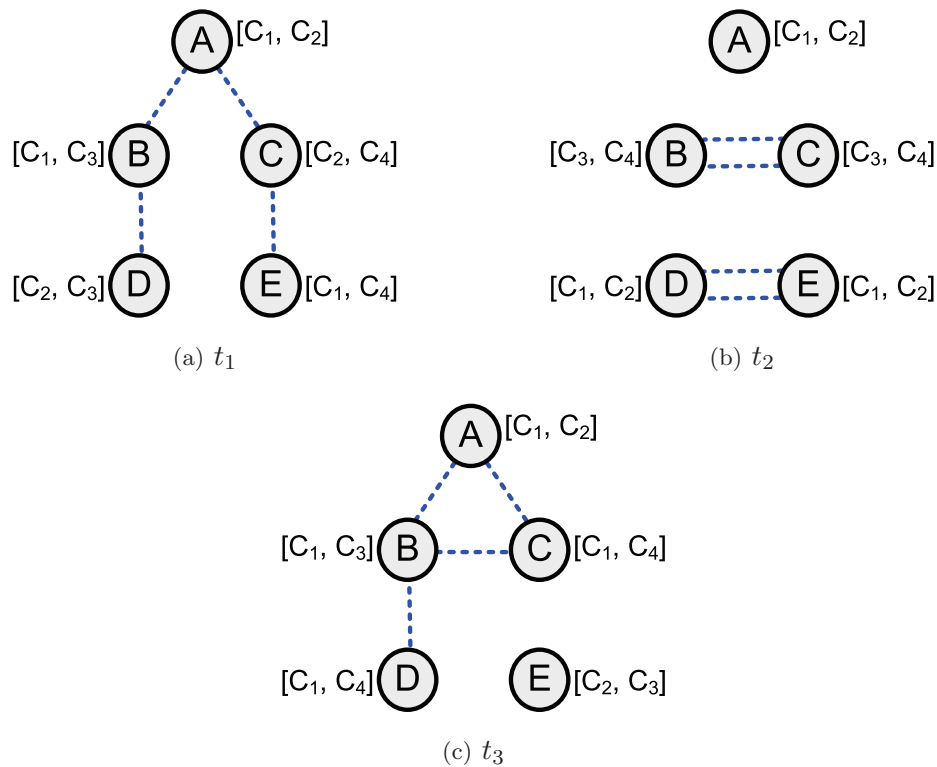 A [C₁, C₂]
[C₁, C₃] B C [C₂, C₄]
[C₂, C₃] D E [C₁, C₄]
(a) t₁
A [C₁, C₂]
[C₃, C₄] B C [C₃, C₄]
[C₁, C₂] D E [C₁, C₂]
(b) t₂
A [C₁, C₂]
[C₁, C₃] B C [C₁, C₄]
[C₁, C₄] D E [C₂, C₃]
(c) t₃